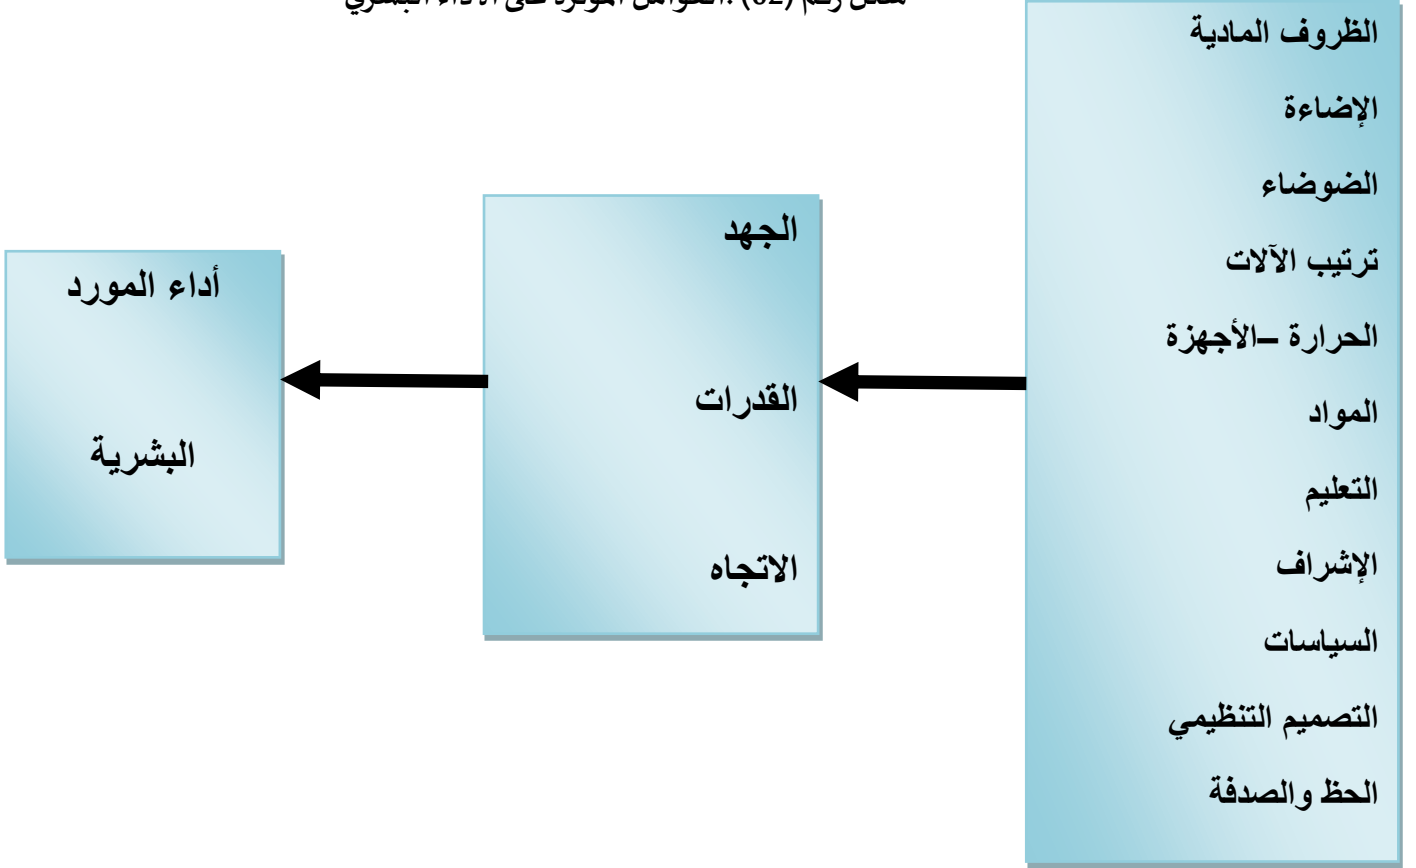 شكل رقم (02) :العوامل المؤثرة على الأداء البشري
الظروف المادية
الإضاءة
الضوضاء
ترتيب الآلات
الحرارة –الأجهزة
المواد
التعليم
الإشراف
السياسات
التصميم التنظيمي
الحظ والصدفة
الجهد
القدرات
الاتجاه
أداء المورد
البشرية